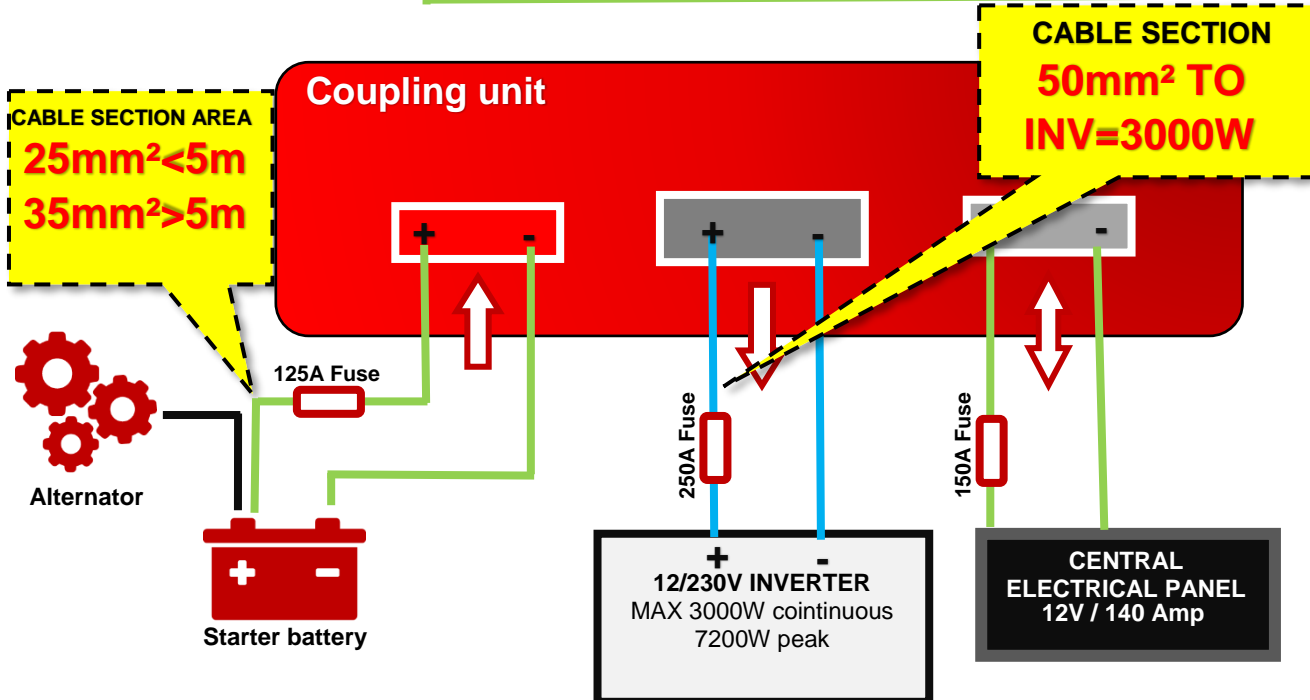 CABLE SECTION
50mm² TO
INV=3000W
Coupling unit
CABLE SECTION AREA
25mm²<5m
35mm²>5m
+ -
+ -
-
125A Fuse
250A Fuse
150A Fuse
Alternator
+ -
Starter battery
+ -
12/230V INVERTER
MAX 3000W cointinuous
7200W peak
CENTRAL
ELECTRICAL PANEL
12V / 140 Amp